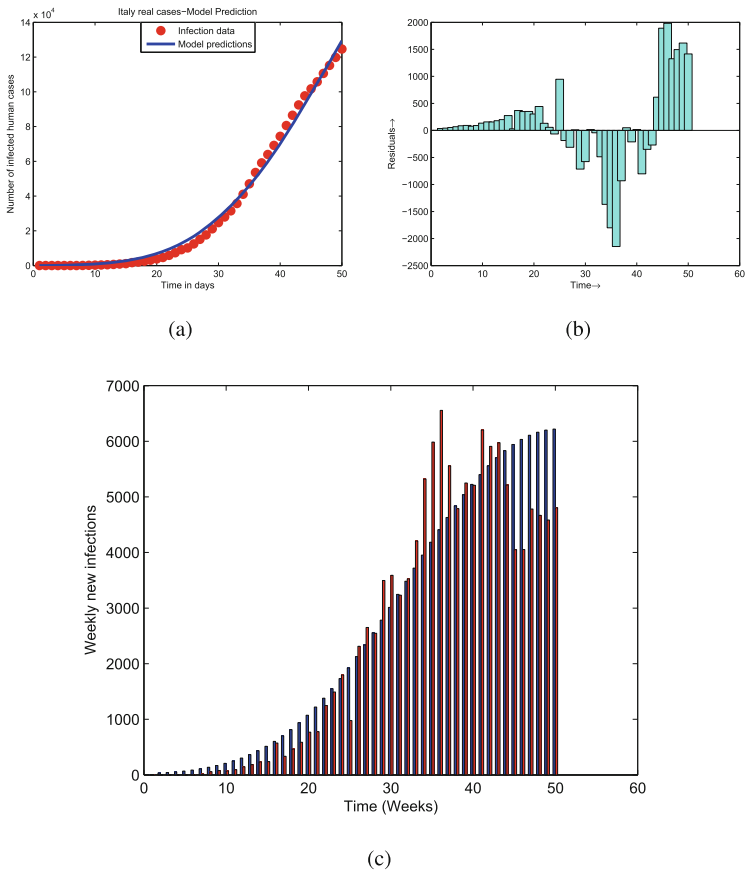 Italy real cases−Model Prediction
14 x 10^4
Infection data
Model predictions
12
10
8
6
4
2
0
Number of infected human cases
0 10 20 30 40 50
Time in days
(a)
2000
1500
1000
500
0
−500
−1000
−1500
−2000
−2500
Residuals→
0 10 20 30 40 50 60
Time→
(b)
7000
6000
5000
4000
3000
2000
1000
0
Weekly new infections
0 10 20 30 40 50 60
Time (Weeks)
(c)